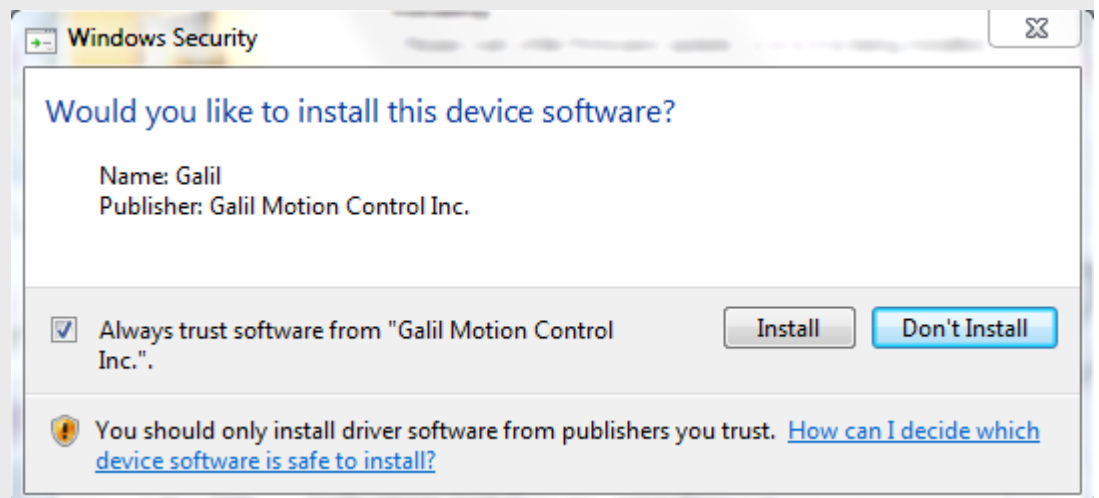 Windows Security
Would you like to install this device software?
Name: Galil
Publisher: Galil Motion Control Inc.
Always trust software from "Galil Motion Control
Inc.".
Install
Don't Install
You should only install driver software from publishers you trust. How can I decide which
device software is safe to install?